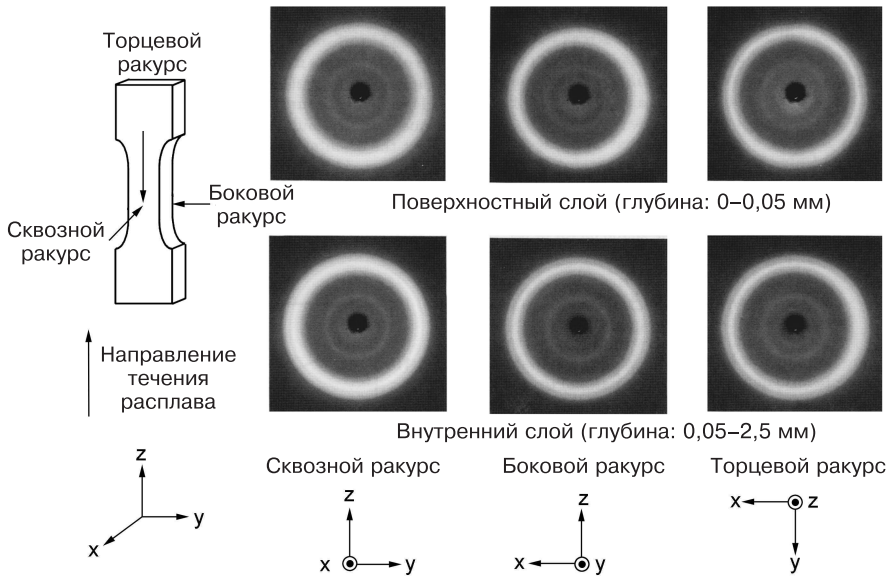 Торцевой
ракурс
Боковой
ракурс
Сквозной
ракурс
Направление
течения
расплава
z
y
x
Поверхностный слой (глубина: 0–0,05 мм)
Внутренний слой (глубина: 0,05–2,5 мм)
Сквозной ракурс
Боковой ракурс
Торцевой ракурс
z
x
y
z
x
y
x
z
y